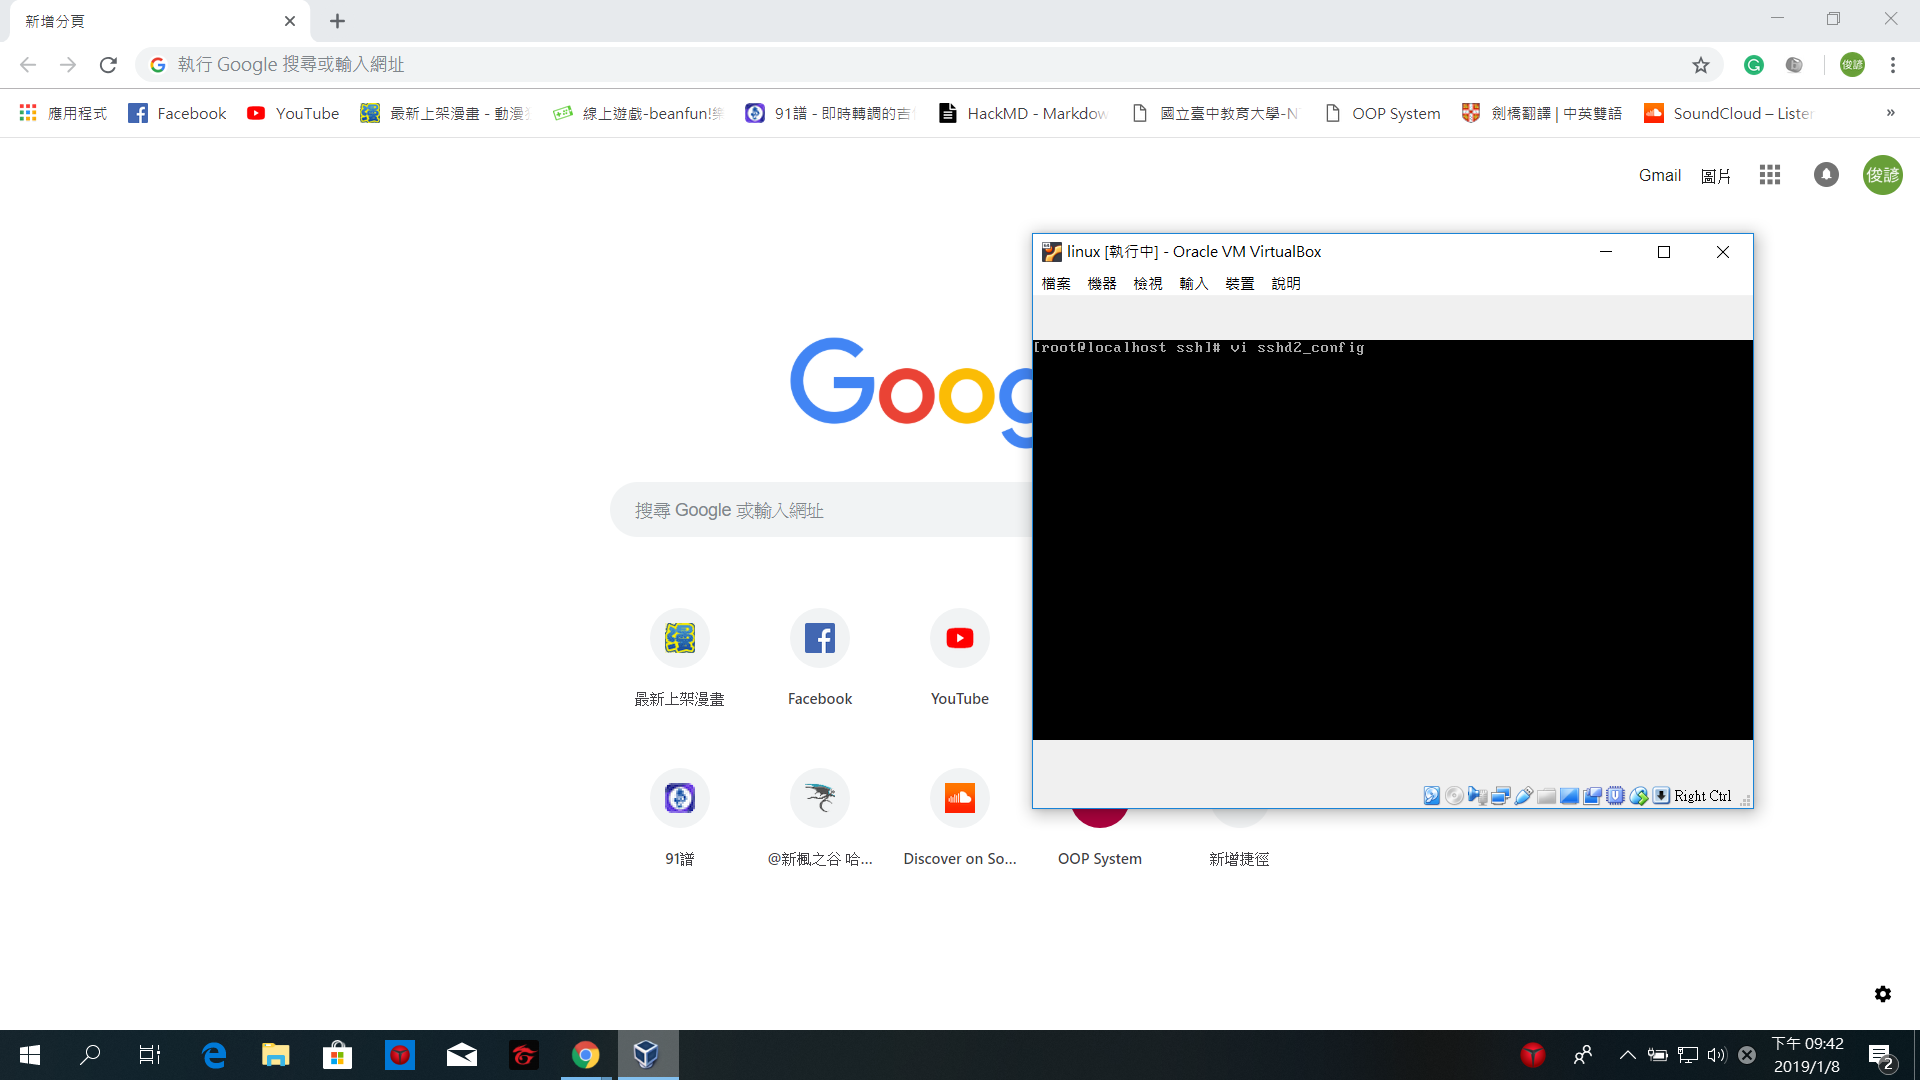 新增分頁
執行 Google 搜尋或輸入網址
俊諺
應用程式
Facebook
YouTube
最新上架漫畫 - 動漫
線上遊戲-beanfun!
91譜 - 即時轉調的吉
HackMD - Markdow
國立臺中教育大學-N
OOP System
劍橋翻譯 | 中英雙語
SoundCloud – Lister
»
Gmail
圖片
俊諺
linux [執行中] - Oracle VM VirtualBox
檔案 機器 檢視 輸入 裝置 說明
[root@localhost ssh]# vi sshd2_config
Right Ctrl
Goog
搜尋 Google 或輸入網址
最新上架漫畫
Facebook
YouTube
91譜
@新楓之谷 哈...
Discover on So...
OOP System
新增捷徑
下午 09:42
2019/1/8
2